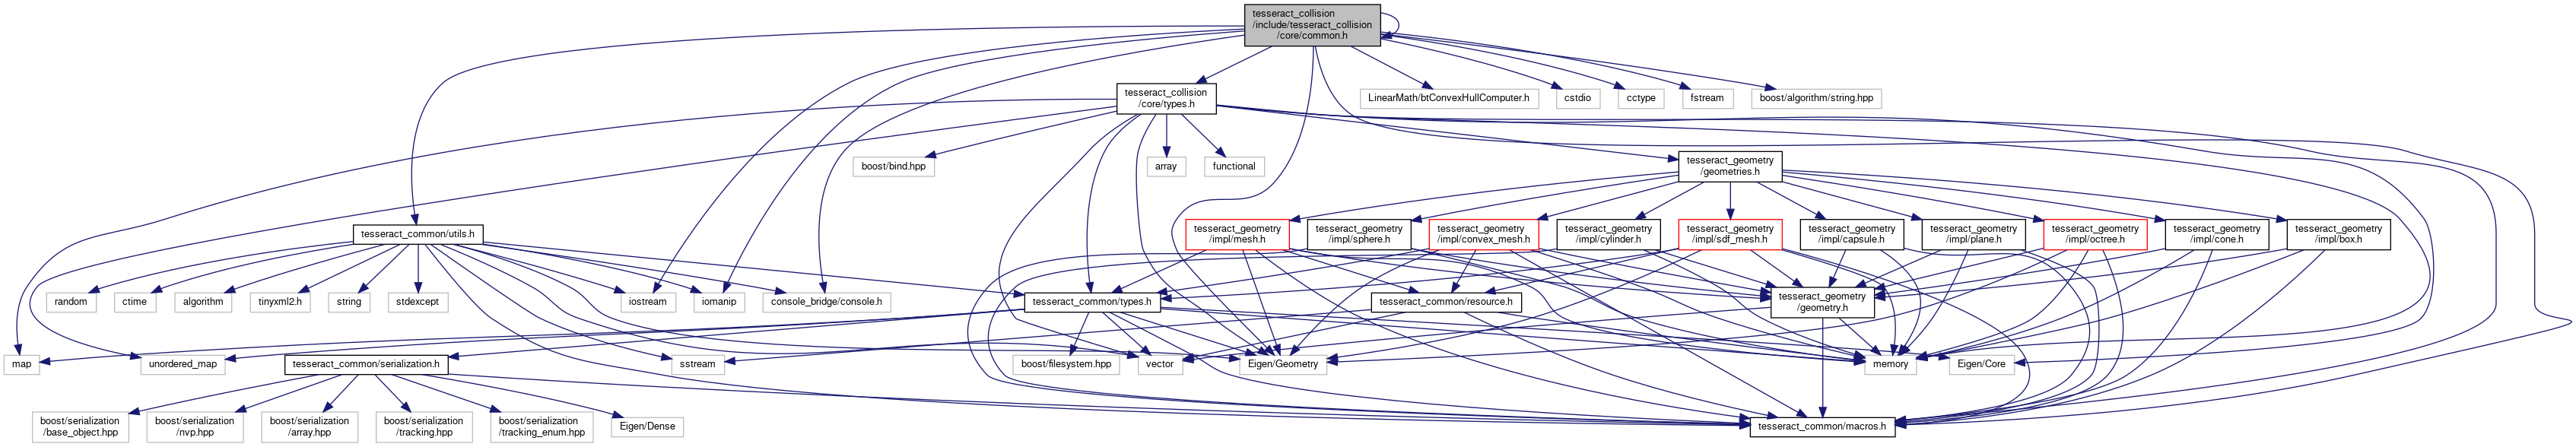 tesseract_collision
/include/tesseract_collision
/core/common.h
tesseract_collision
/core/types.h
LinearMath/btConvexHullComputer.h
cstdio
cctype
fstream
boost/algorithm/string.hpp
boost/bind.hpp
array
functional
tesseract_geometry
/geometries.h
tesseract_common/utils.h
tesseract_geometry
/impl/mesh.h
tesseract_geometry
/impl/sphere.h
tesseract_geometry
/impl/convex_mesh.h
tesseract_geometry
/impl/cylinder.h
tesseract_geometry
/impl/sdf_mesh.h
tesseract_geometry
/impl/capsule.h
tesseract_geometry
/impl/plane.h
tesseract_geometry
/impl/octree.h
tesseract_geometry
/impl/cone.h
tesseract_geometry
/impl/box.h
random
ctime
algorithm
tinyxml2.h
string
stdexcept
iostream
iomanip
console_bridge/console.h
tesseract_common/types.h
tesseract_common/resource.h
tesseract_geometry
/geometry.h
map
unordered_map
tesseract_common/serialization.h
sstream
boost/filesystem.hpp
vector
Eigen/Geometry
memory
Eigen/Core
boost/serialization
/base_object.hpp
boost/serialization
/nvp.hpp
boost/serialization
/array.hpp
boost/serialization
/tracking.hpp
boost/serialization
/tracking_enum.hpp
Eigen/Dense
tesseract_common/macros.h